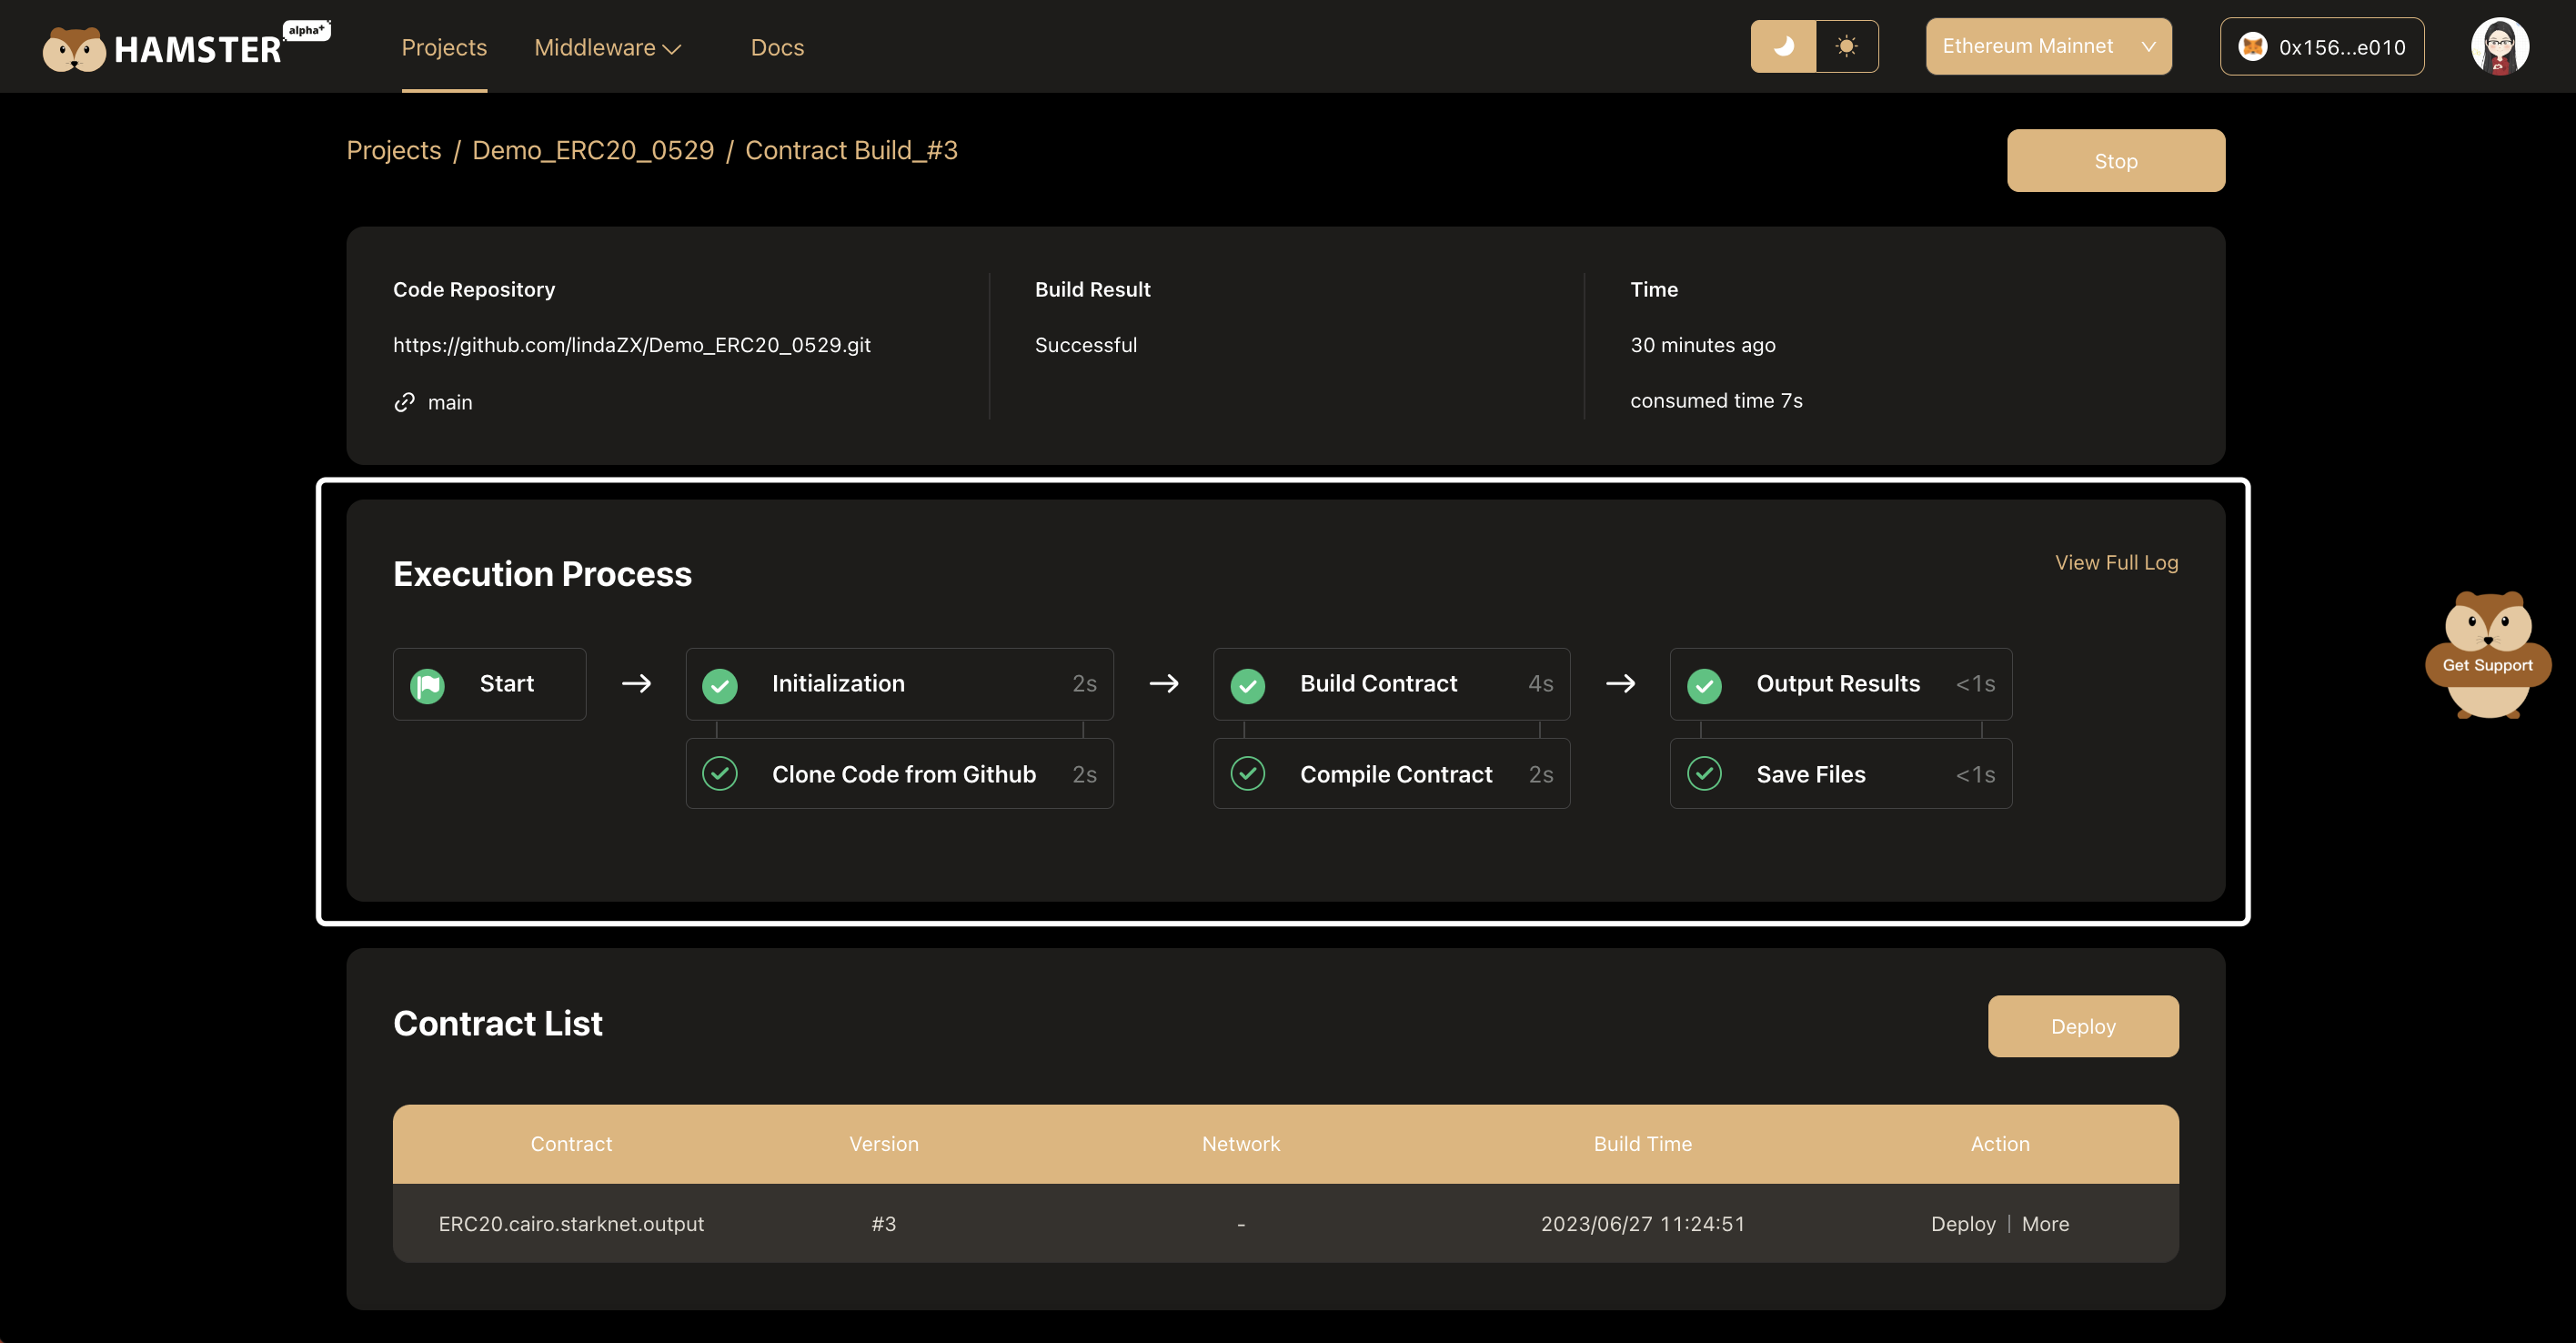 HAMSTER alpha+ Projects Middleware Docs Ethereum Mainnet 0x156...e010
Projects / Demo_ERC20_0529 / Contract Build_#3 Stop
Code Repository Build Result Time
https://github.com/lindaZX/Demo_ERC20_0529.git Successful 30 minutes ago
main consumed time 7s
Execution Process View Full Log
Start Initialization 2s Build Contract 4s Output Results <1s
Clone Code from Github 2s Compile Contract 2s Save Files <1s
Get Support
Contract List Deploy
Contract Version Network Build Time Action
ERC20.cairo.starknet.output #3 - 2023/06/27 11:24:51 Deploy | More